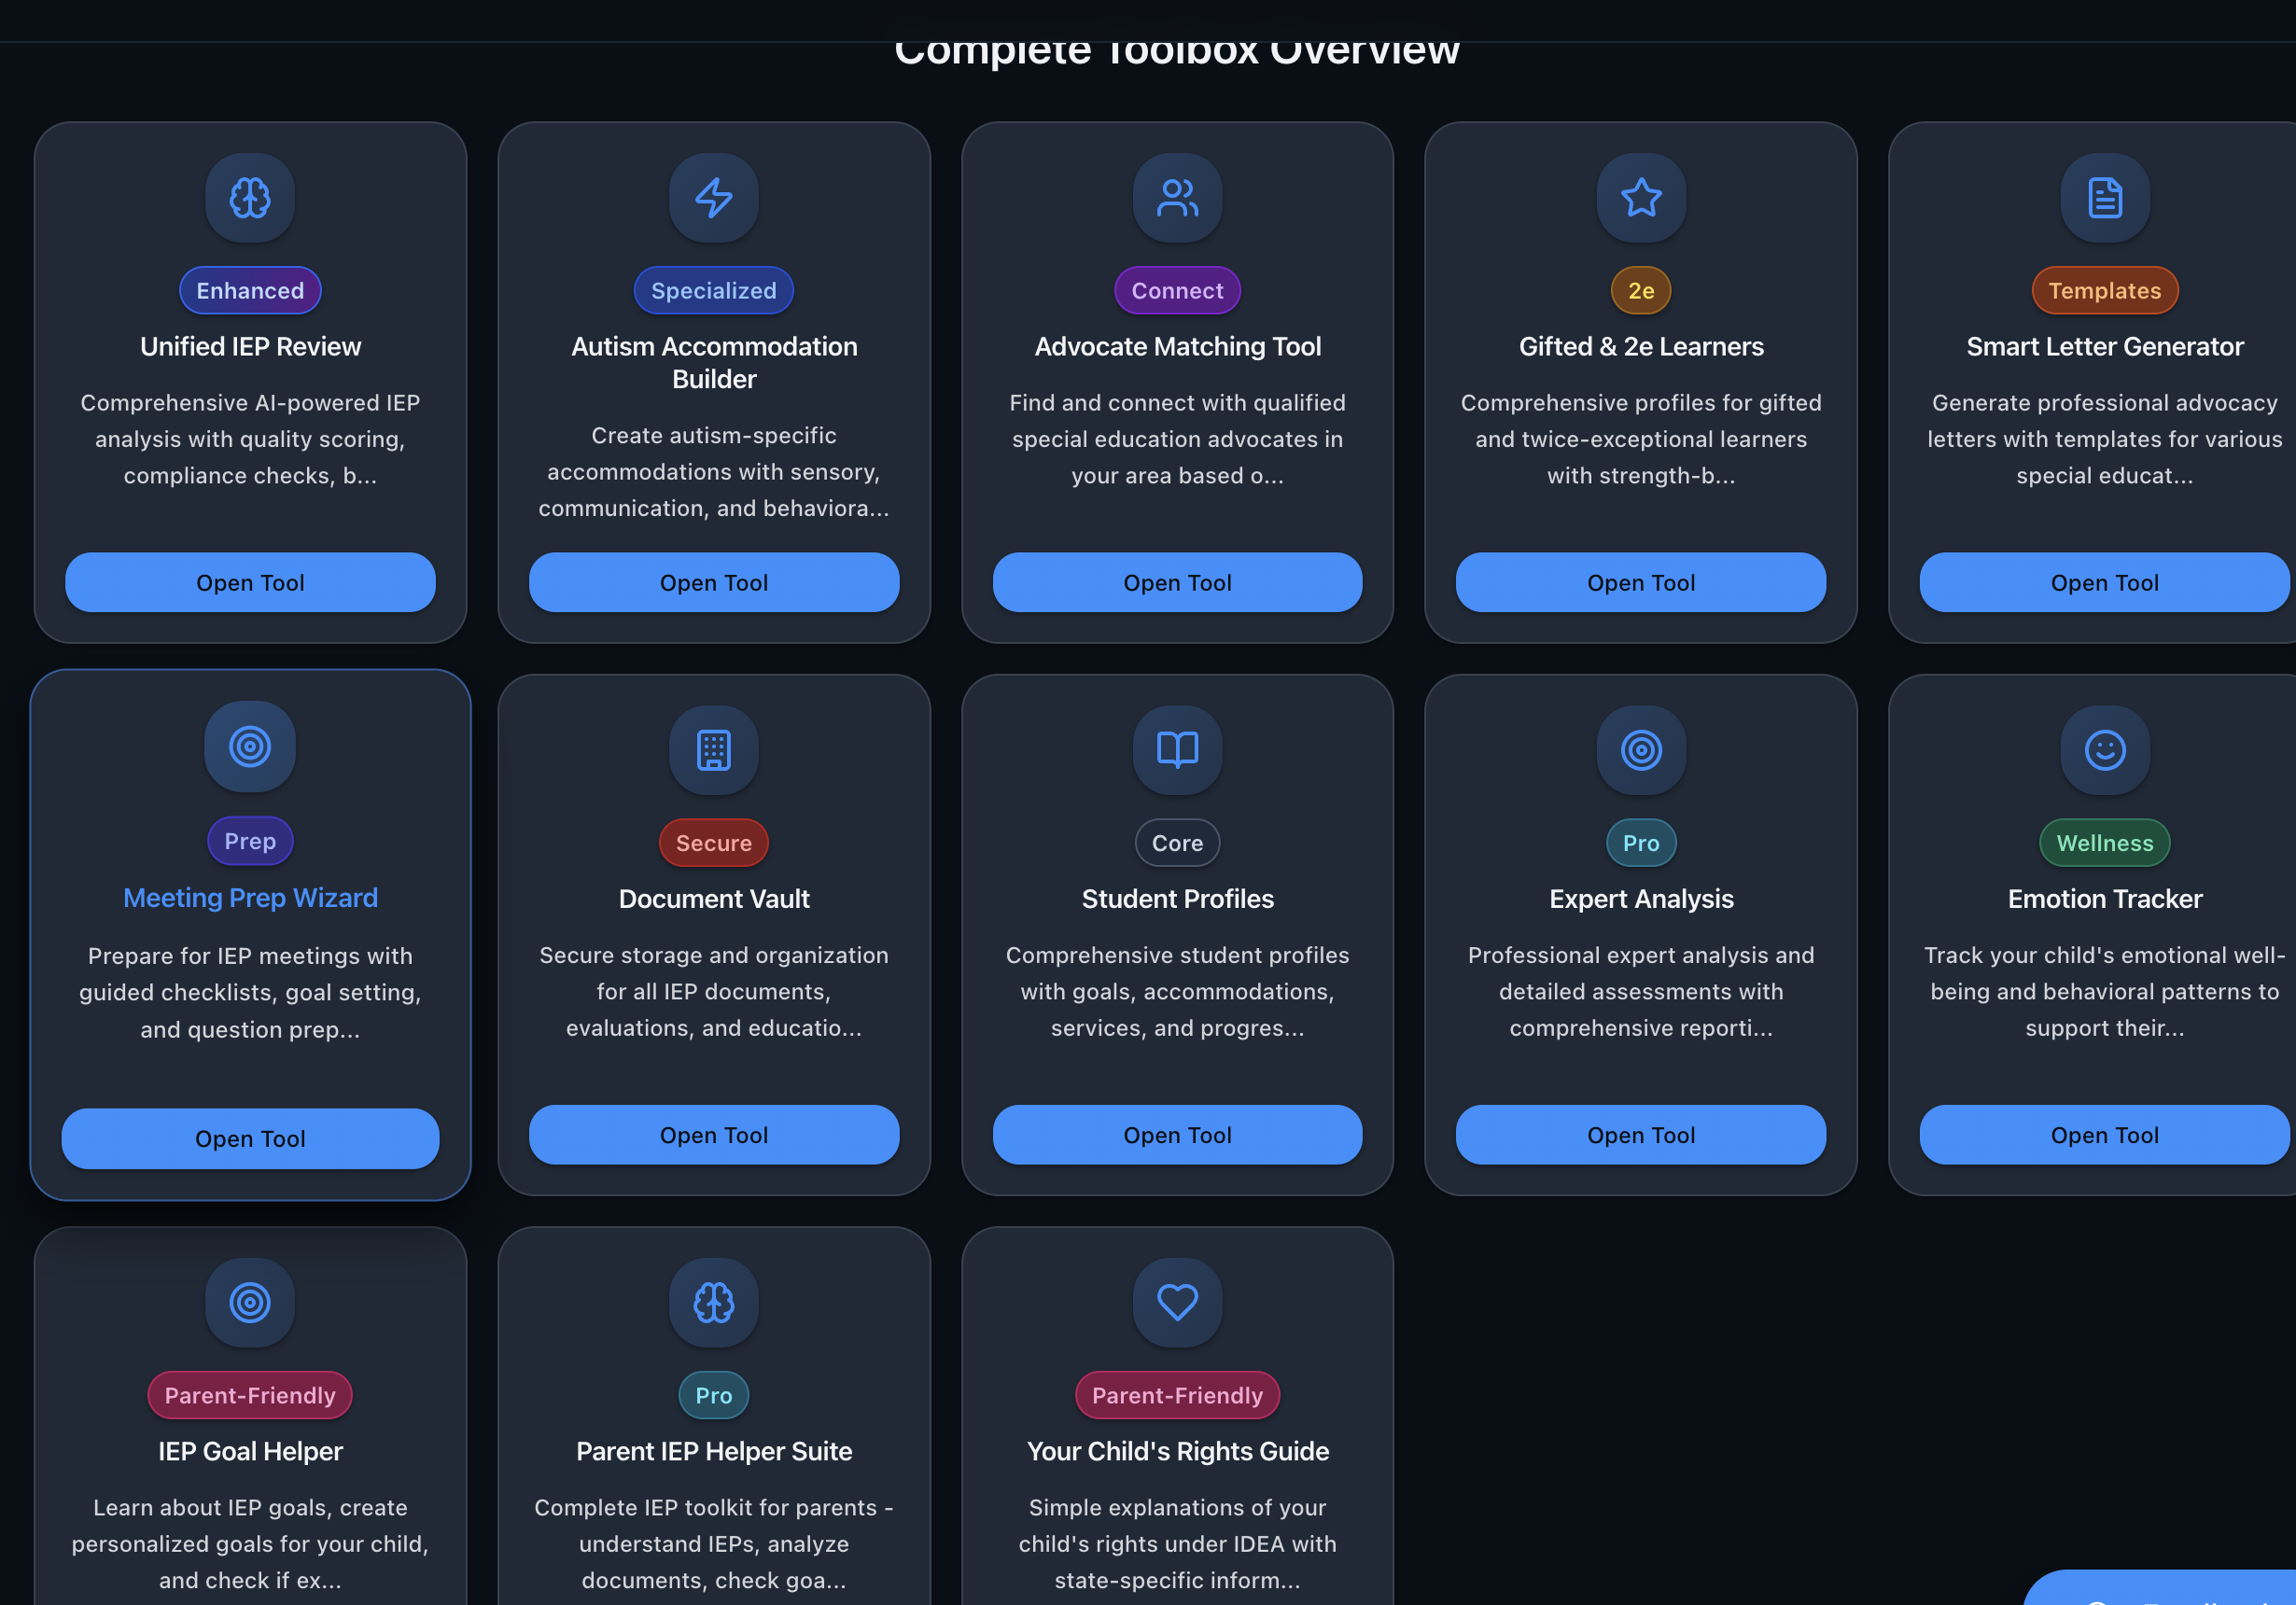 Complete Toolbox Overview
Enhanced
Unified IEP Review
Comprehensive AI-powered IEP
analysis with quality scoring,
compliance checks, b...
Open Tool
Specialized
Autism Accommodation
Builder
Create autism-specific
accommodations with sensory,
communication, and behaviora...
Open Tool
Connect
Advocate Matching Tool
Find and connect with qualified
special education advocates in
your area based o...
Open Tool
2e
Gifted & 2e Learners
Comprehensive profiles for gifted
and twice-exceptional learners
with strength-b...
Open Tool
Templates
Smart Letter Generator
Generate professional advocacy
letters with templates for various
special educat...
Open Tool
Prep
Meeting Prep Wizard
Prepare for IEP meetings with
guided checklists, goal setting,
and question prep...
Open Tool
Secure
Document Vault
Secure storage and organization
for all IEP documents,
evaluations, and educatio...
Open Tool
Core
Student Profiles
Comprehensive student profiles
with goals, accommodations,
services, and progres...
Open Tool
Pro
Expert Analysis
Professional expert analysis and
detailed assessments with
comprehensive reporti...
Open Tool
Wellness
Emotion Tracker
Track your child's emotional well-
being and behavioral patterns to
support their...
Open Tool
Parent-Friendly
IEP Goal Helper
Learn about IEP goals, create
personalized goals for your child,
and check if ex...
Pro
Parent IEP Helper Suite
Complete IEP toolkit for parents -
understand IEPs, analyze
documents, check goa...
Parent-Friendly
Your Child's Rights Guide
Simple explanations of your
child's rights under IDEA with
state-specific inform...